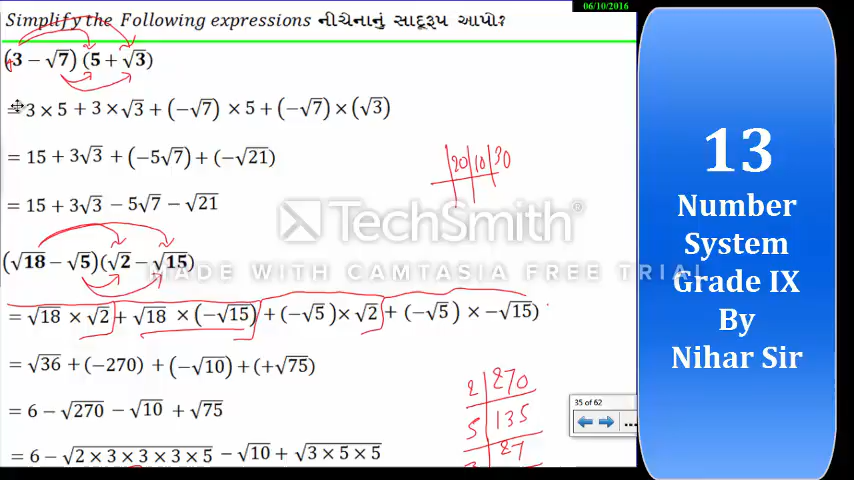 06/10/2016
Simplify the Following expressions નીચેનાનું સાદૂરૂપ આપો?
(3 − √7) (5 + √3)
= 3 × 5 + 3 × √3 + (−√7) × 5 + (−√7) × (√3)
= 15 + 3√3 + (−5√7) + (−√21)
20 10 30
= 15 + 3√3 − 5√7 − √21
TechSmith®
MADE WITH CAMTASIA FREE TRIAL
(√18 − √5)(√2 − √15)
= √18 × √2 + √18 × (−√15) + (−√5) × √2 + (−√5) × −√15)
= √36 + (−270) + (−√10) + (+√75)
= 6 − √270 − √10 + √75
= 6 − √2 × 3 × 3 × 3 × 5 − √10 + √3 × 5 × 5
2 270
5 135
27
35 of 62
13
Number
System
Grade IX
By
Nihar Sir